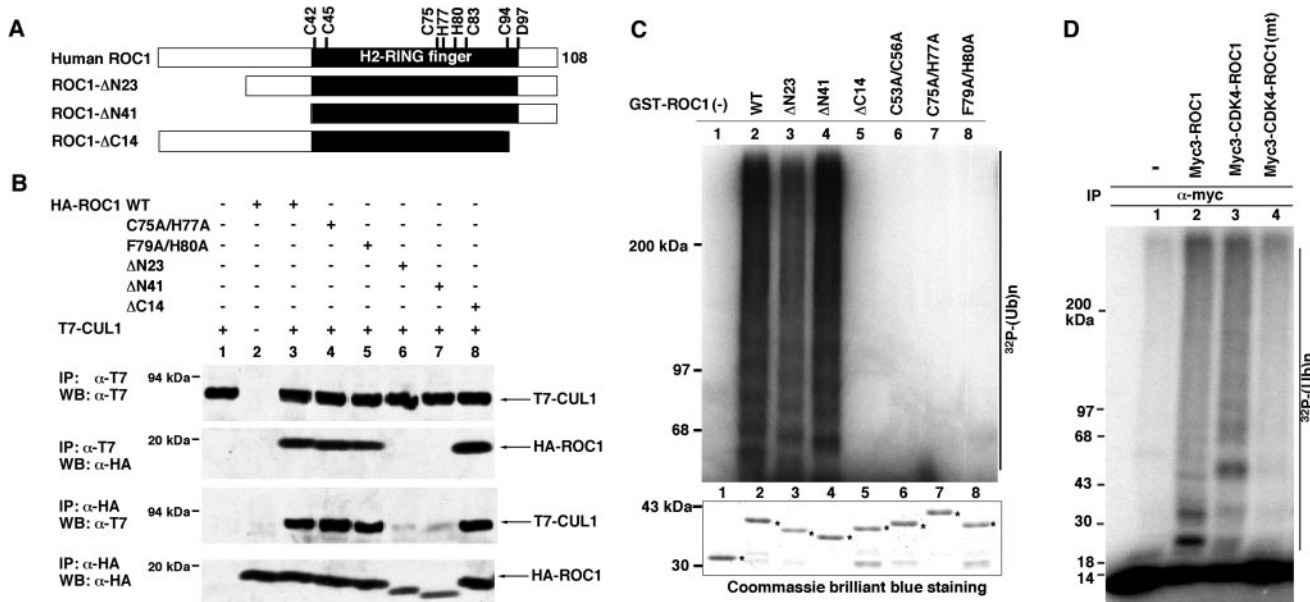 A
C42
C45
C75
H77
H80
C83
C94
D97
Human ROC1
H2-RING finger
108
ROC1-ΔN23
ROC1-ΔN41
ROC1-ΔC14
B
HA-ROC1 WT - + + - - - - -
C75A/H77A - - - + - - - -
F79A/H80A - - - - + - - -
ΔN23 - - - - - + - -
ΔN41 - - - - - - + -
ΔC14 - - - - - - - +
T7-CUL1 + - + + + + + +
1 2 3 4 5 6 7 8
IP: α-T7
WB: α-T7
94 kDa
T7-CUL1
IP: α-T7
WB: α-HA
20 kDa
HA-ROC1
IP: α-HA
WB: α-T7
94 kDa
T7-CUL1
IP: α-HA
WB: α-HA
20 kDa
HA-ROC1
C
GST-ROC1 (-)
WT
ΔN23
ΔN41
ΔC14
C53A/C56A
C75A/H77A
F79A/H80A
1 2 3 4 5 6 7 8
200 kDa
97
68
32P-(Ub)n
1 2 3 4 5 6 7 8
43 kDa
30
* * * * * * * *
Coommassie brilliant blue staining
D
-
Myc3-ROC1
Myc3-CDK4-ROC1
Myc3-CDK4-ROC1(mt)
IP α-myc
1 2 3 4
200
kDa
97
68
43
30
18
14
32P-(Ub)n